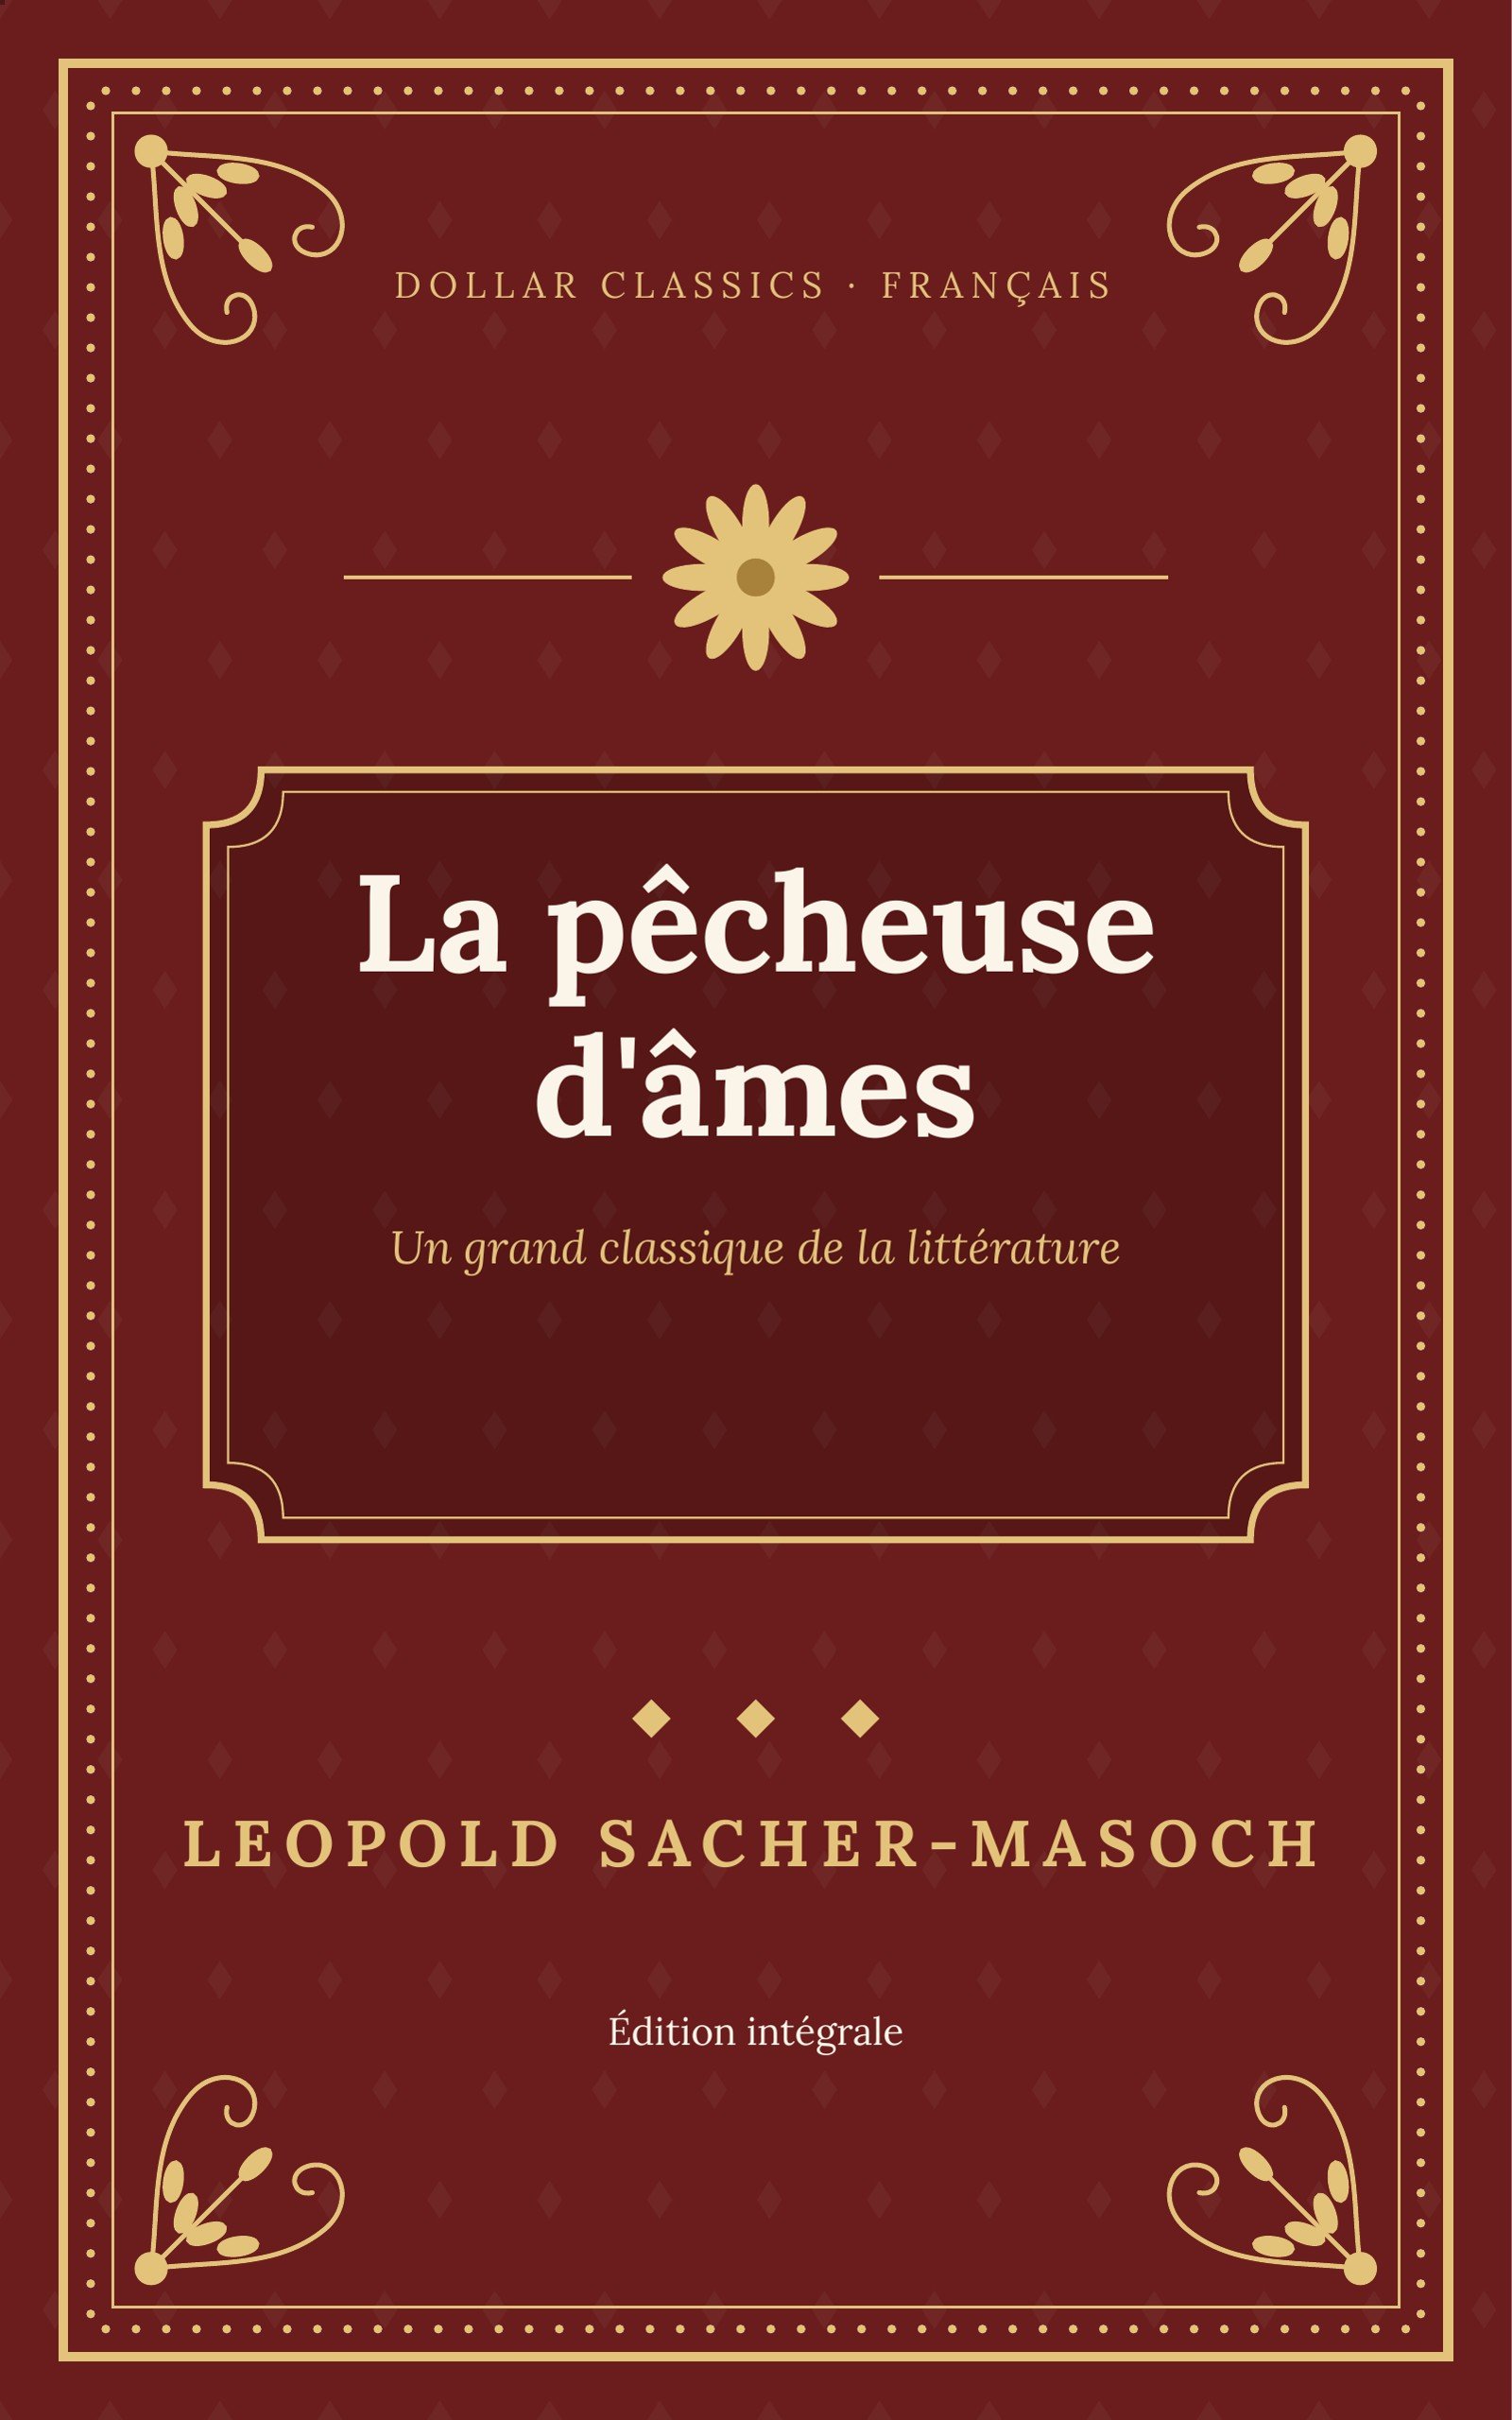 DOLLAR CLASSICS · FRANÇAIS
La pêcheuse
d'âmes
Un grand classique de la littérature
LEOPOLD SACHER-MASOCH
Édition intégrale